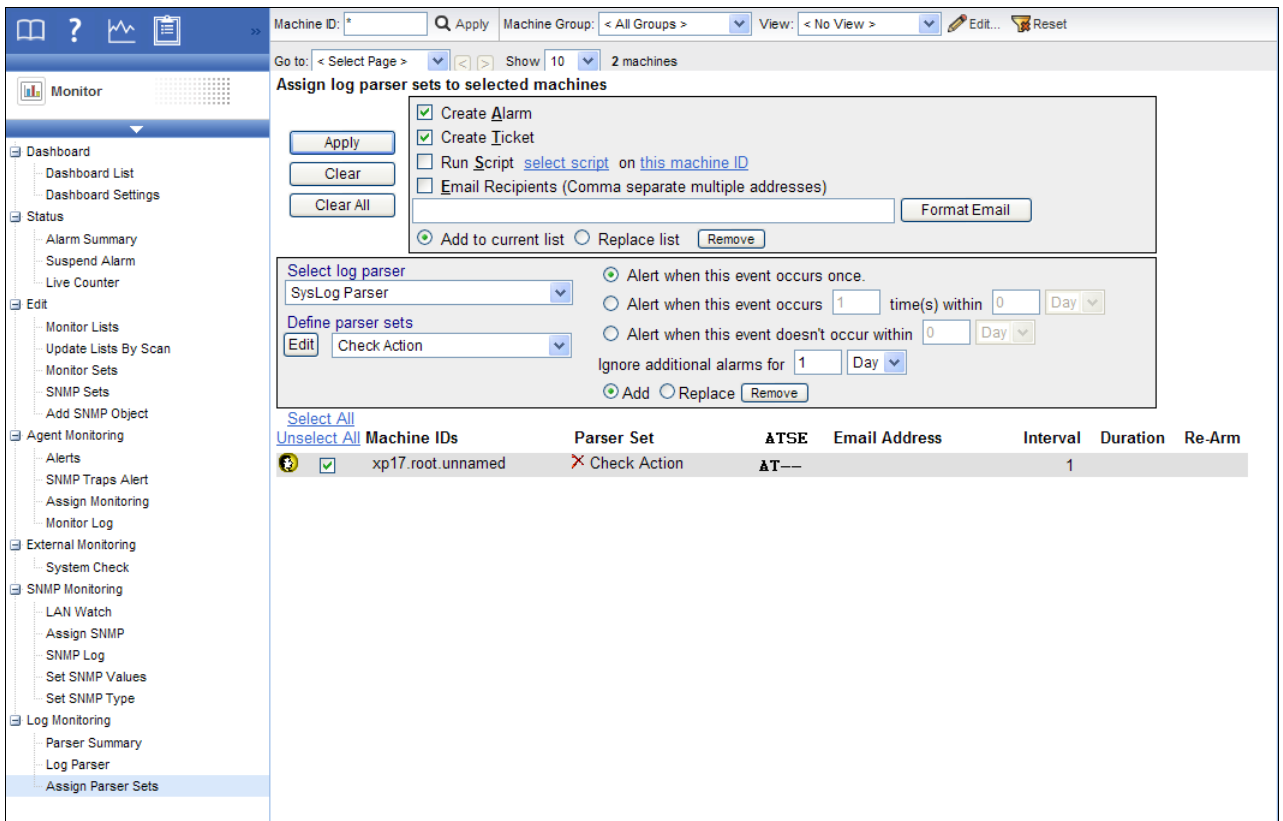 Machine ID: * Apply Machine Group: < All Groups > View: < No View > Edit... Reset
Go to: < Select Page > < > Show 10 2 machines
Monitor
Dashboard
Dashboard List
Dashboard Settings
Status
Alarm Summary
Suspend Alarm
Live Counter
Edit
Monitor Lists
Update Lists By Scan
Monitor Sets
SNMP Sets
Add SNMP Object
Agent Monitoring
Alerts
SNMP Traps Alert
Assign Monitoring
Monitor Log
External Monitoring
System Check
SNMP Monitoring
LAN Watch
Assign SNMP
SNMP Log
Set SNMP Values
Set SNMP Type
Log Monitoring
Parser Summary
Log Parser
Assign Parser Sets
Assign log parser sets to selected machines
Apply
Clear
Clear All
Create Alarm
Create Ticket
Run Script select script on this machine ID
Email Recipients (Comma separate multiple addresses)
Format Email
Add to current list Replace list Remove
Select log parser
SysLog Parser
Define parser sets
Edit Check Action
Alert when this event occurs once.
Alert when this event occurs 1 time(s) within 0 Day
Alert when this event doesn't occur within 0 Day
Ignore additional alarms for 1 Day
Add Replace Remove
Select All
Unselect All Machine IDs Parser Set ATSE Email Address Interval Duration Re-Arm
xp17.root.unnamed Check Action AT-- 1